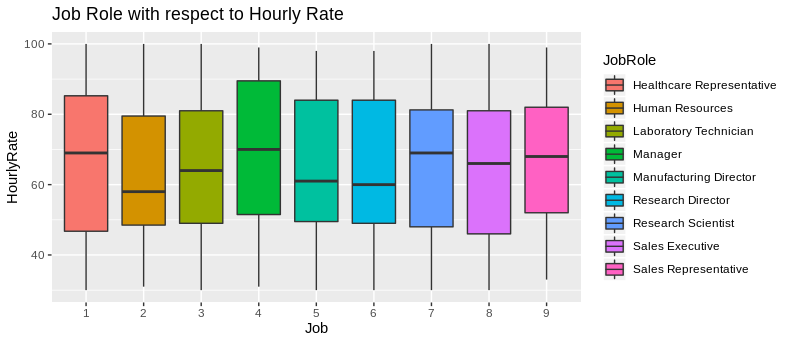 Job Role with respect to Hourly Rate
HourlyRate
100
80
60
40
1 2 3 4 5 6 7 8 9
Job
JobRole
Healthcare Representative
Human Resources
Laboratory Technician
Manager
Manufacturing Director
Research Director
Research Scientist
Sales Executive
Sales Representative